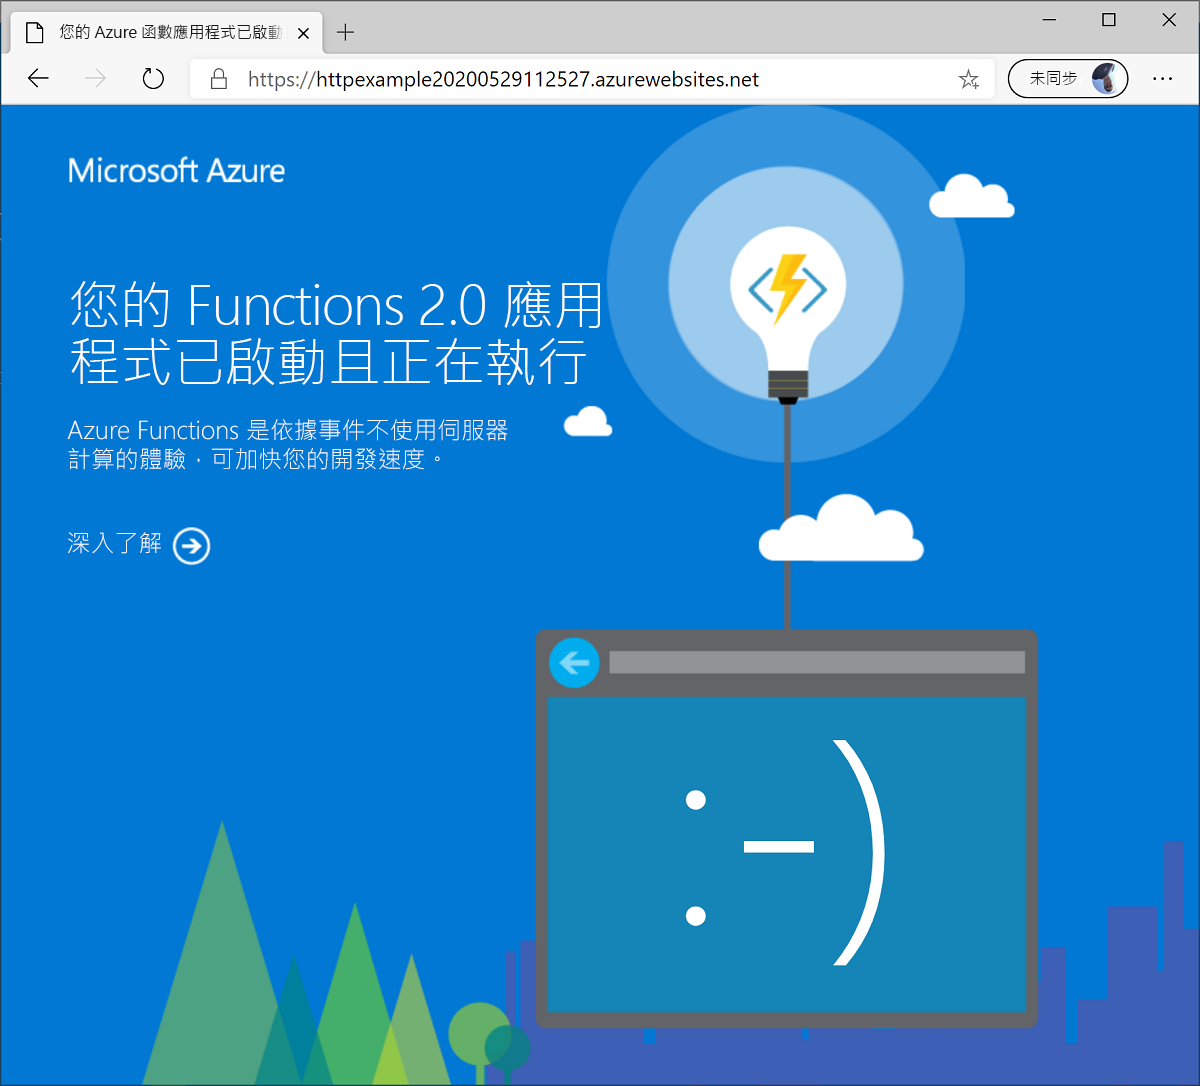 您的 Azure 函數應用程式已啟動
https://httpexample20200529112527.azurewebsites.net
未同步
Microsoft Azure
您的 Functions 2.0 應用
程式已啟動且正在執行
Azure Functions 是依據事件不使用伺服器
計算的體驗，可加快您的開發速度。
深入了解
:-)